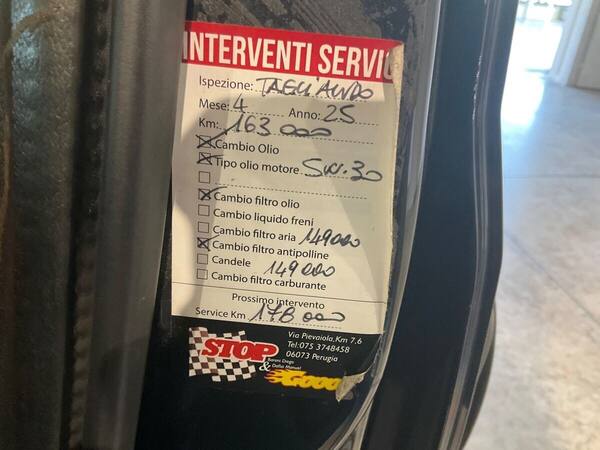 INTERVENTI SERVIC
Ispezione: TAGLIANDO
Mese: 4 Anno: 25
Km: 163 000
Cambio Olio
Tipo olio motore 5W.30
Cambio filtro olio
Cambio liquido freni
Cambio filtro aria 149000
Cambio filtro antipolline
Candele 149000
Cambio filtro carburante
Prossimo intervento
Service Km 178 000
Via Pievaiola, Km 7,6
Tel: 075 3748458
06073 Perugia
STOP
& Gooo